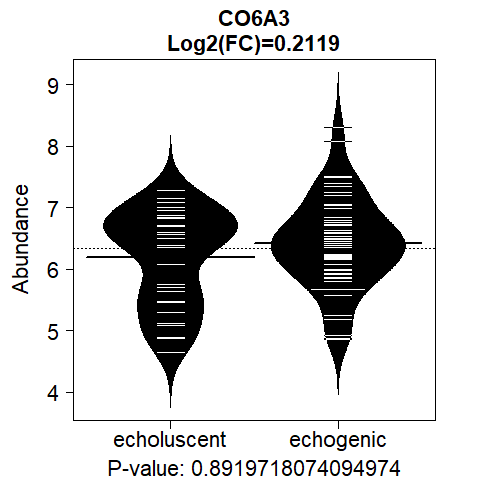 CO6A3
Log2(FC)=0.2119
9
8
7
6
5
4
Abundance
echoluscent
echogenic
P-value: 0.8919718074094974